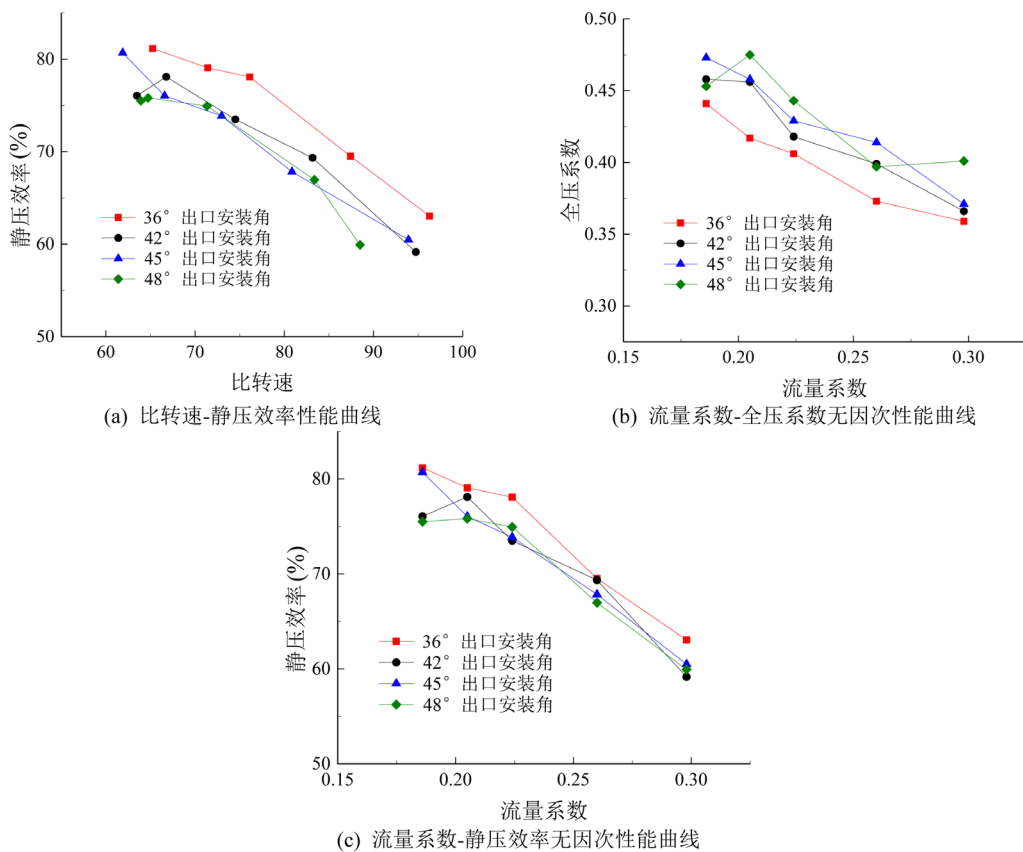 80
70
60
50
静压效率(%)
36° 出口安装角
42° 出口安装角
45° 出口安装角
48° 出口安装角
60 70 80 90 100
比转速
(a) 比转速-静压效率性能曲线
0.50
0.45
0.40
0.35
0.30
全压系数
36° 出口安装角
42° 出口安装角
45° 出口安装角
48° 出口安装角
0.15 0.20 0.25 0.30
流量系数
(b) 流量系数-全压系数无因次性能曲线
80
70
60
50
静压效率(%)
36° 出口安装角
42° 出口安装角
45° 出口安装角
48° 出口安装角
0.15 0.20 0.25 0.30
流量系数
(c) 流量系数-静压效率无因次性能曲线